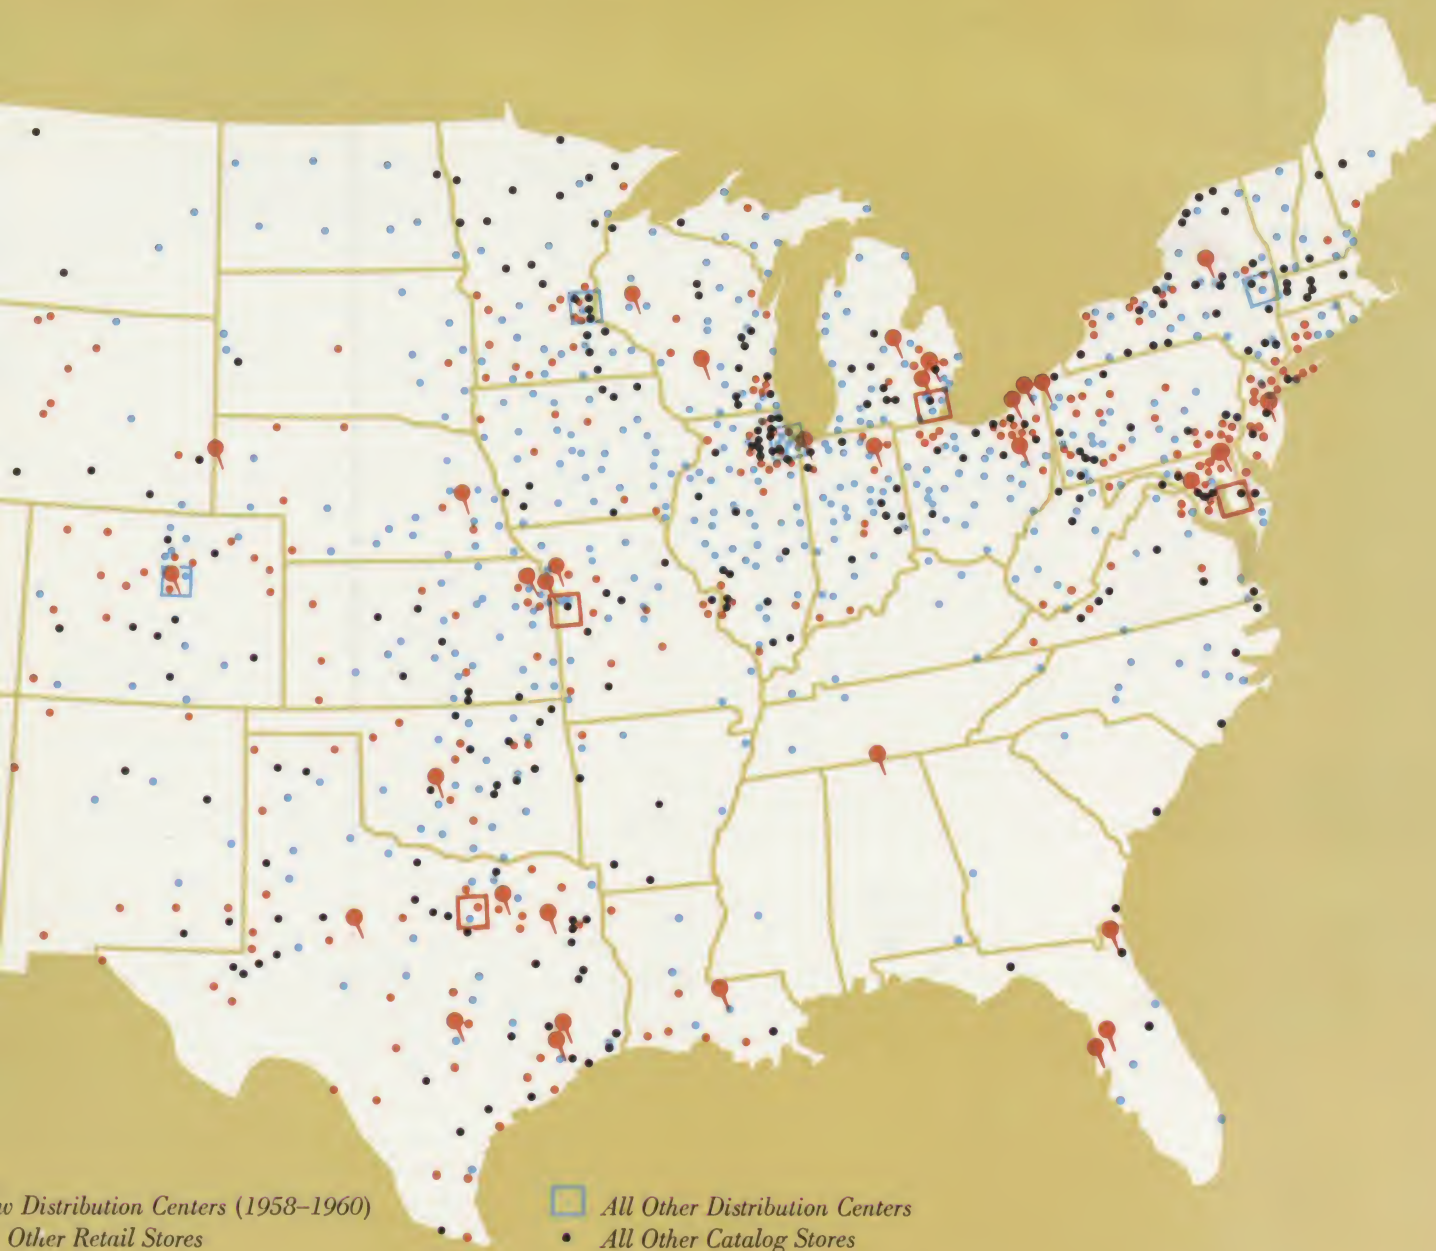 Distribution Centers (1958–1960)
Other Retail Stores
All Other Distribution Centers
All Other Catalog Stores